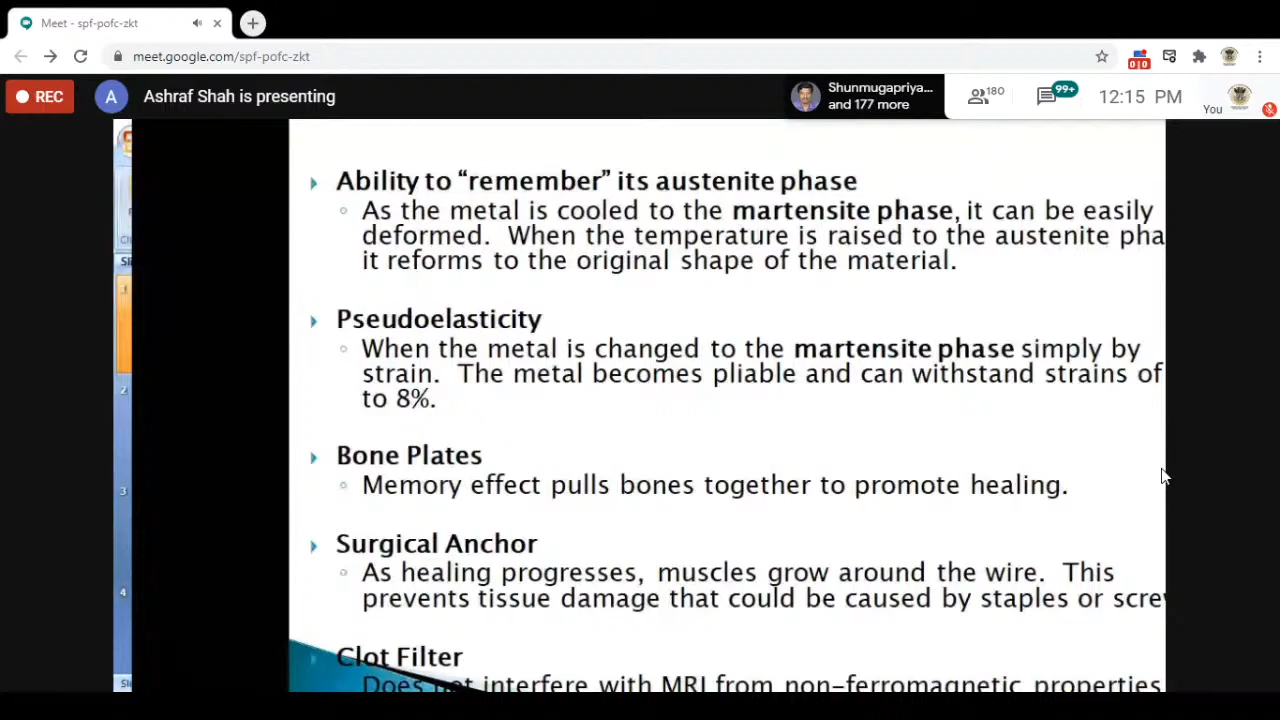 Meet - spf-pofc-zkt
meet.google.com/spf-pofc-zkt
REC
A
Ashraf Shah is presenting
Shunmugapriya...
and 177 more
180
99+
12:15 PM
You
Ability to “remember” its austenite phase
As the metal is cooled to the martensite phase, it can be easily
deformed. When the temperature is raised to the austenite pha
it reforms to the original shape of the material.
Pseudoelasticity
When the metal is changed to the martensite phase simply by
strain. The metal becomes pliable and can withstand strains of
to 8%.
Bone Plates
Memory effect pulls bones together to promote healing.
Surgical Anchor
As healing progresses, muscles grow around the wire. This
prevents tissue damage that could be caused by staples or scre
Clot Filter
Does not interfere with MRI from non-ferromagnetic properties
1
2
3
4